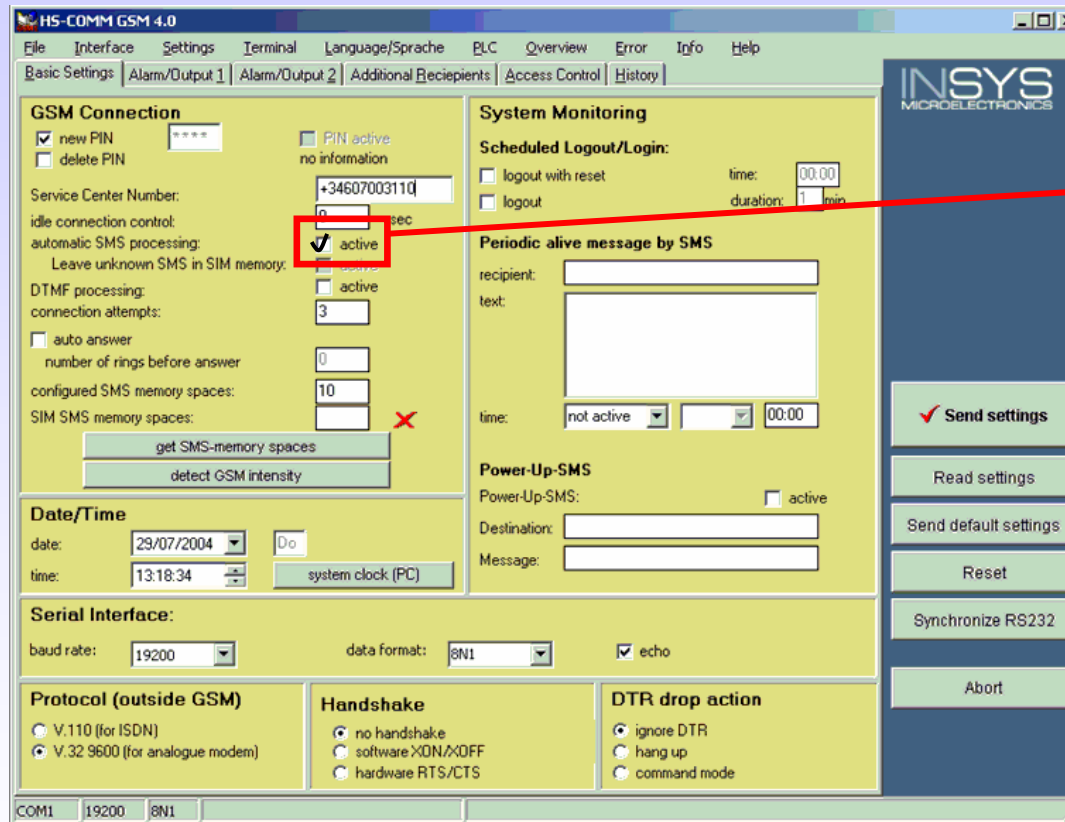 HS-COMM GSM 4.0
File Interface Settings Terminal Language/Sprache PLC Overview Error Info Help
Basic Settings Alarm/Output 1 Alarm/Output 2 Additional Reciepients Access Control History
INSYS
MICROELECTRONICS
GSM Connection
new PIN **** PIN active
delete PIN no information
Service Center Number: +34607003110
idle connection control: sec
automatic SMS processing: active
Leave unknown SMS in SIM memory: active
DTMF processing: active
connection attempts: 3
auto answer
number of rings before answer 0
configured SMS memory spaces: 10
SIM SMS memory spaces:
get SMS-memory spaces
detect GSM intensity
System Monitoring
Scheduled Logout/Login:
logout with reset time: 00:00
logout duration: 1 min
Periodic alive message by SMS
recipient:
text:
time: not active 00:00
Power-Up-SMS
Power-Up-SMS: active
Destination:
Message:
Date/Time
date: 29/07/2004 Do
time: 13:18:34 system clock (PC)
Serial Interface:
baud rate: 19200 data format: 8N1 echo
Protocol (outside GSM)
V.110 (for ISDN)
V.32 9600 (for analogue modem)
Handshake
no handshake
software XON/XOFF
hardware RTS/CTS
DTR drop action
ignore DTR
hang up
command mode
Send settings
Read settings
Send default settings
Reset
Synchronize RS232
Abort
COM1 19200 8N1